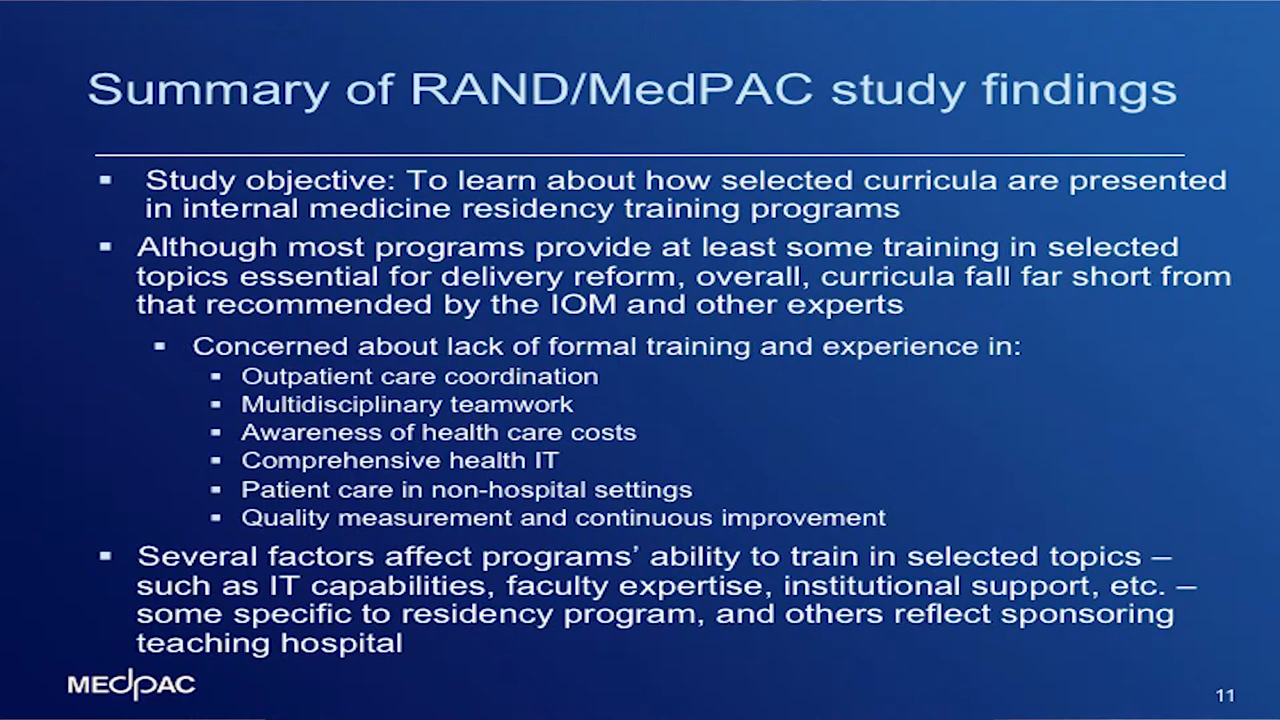 Summary of RAND/MedPAC study findings
▪ Study objective: To learn about how selected curricula are presented
in internal medicine residency training programs
▪ Although most programs provide at least some training in selected
topics essential for delivery reform, overall, curricula fall far short from
that recommended by the IOM and other experts
▪ Concerned about lack of formal training and experience in:
▪ Outpatient care coordination
▪ Multidisciplinary teamwork
▪ Awareness of health care costs
▪ Comprehensive health IT
▪ Patient care in non-hospital settings
▪ Quality measurement and continuous improvement
▪ Several factors affect programs’ ability to train in selected topics –
such as IT capabilities, faculty expertise, institutional support, etc. –
some specific to residency program, and others reflect sponsoring
teaching hospital
MEdpAC
11